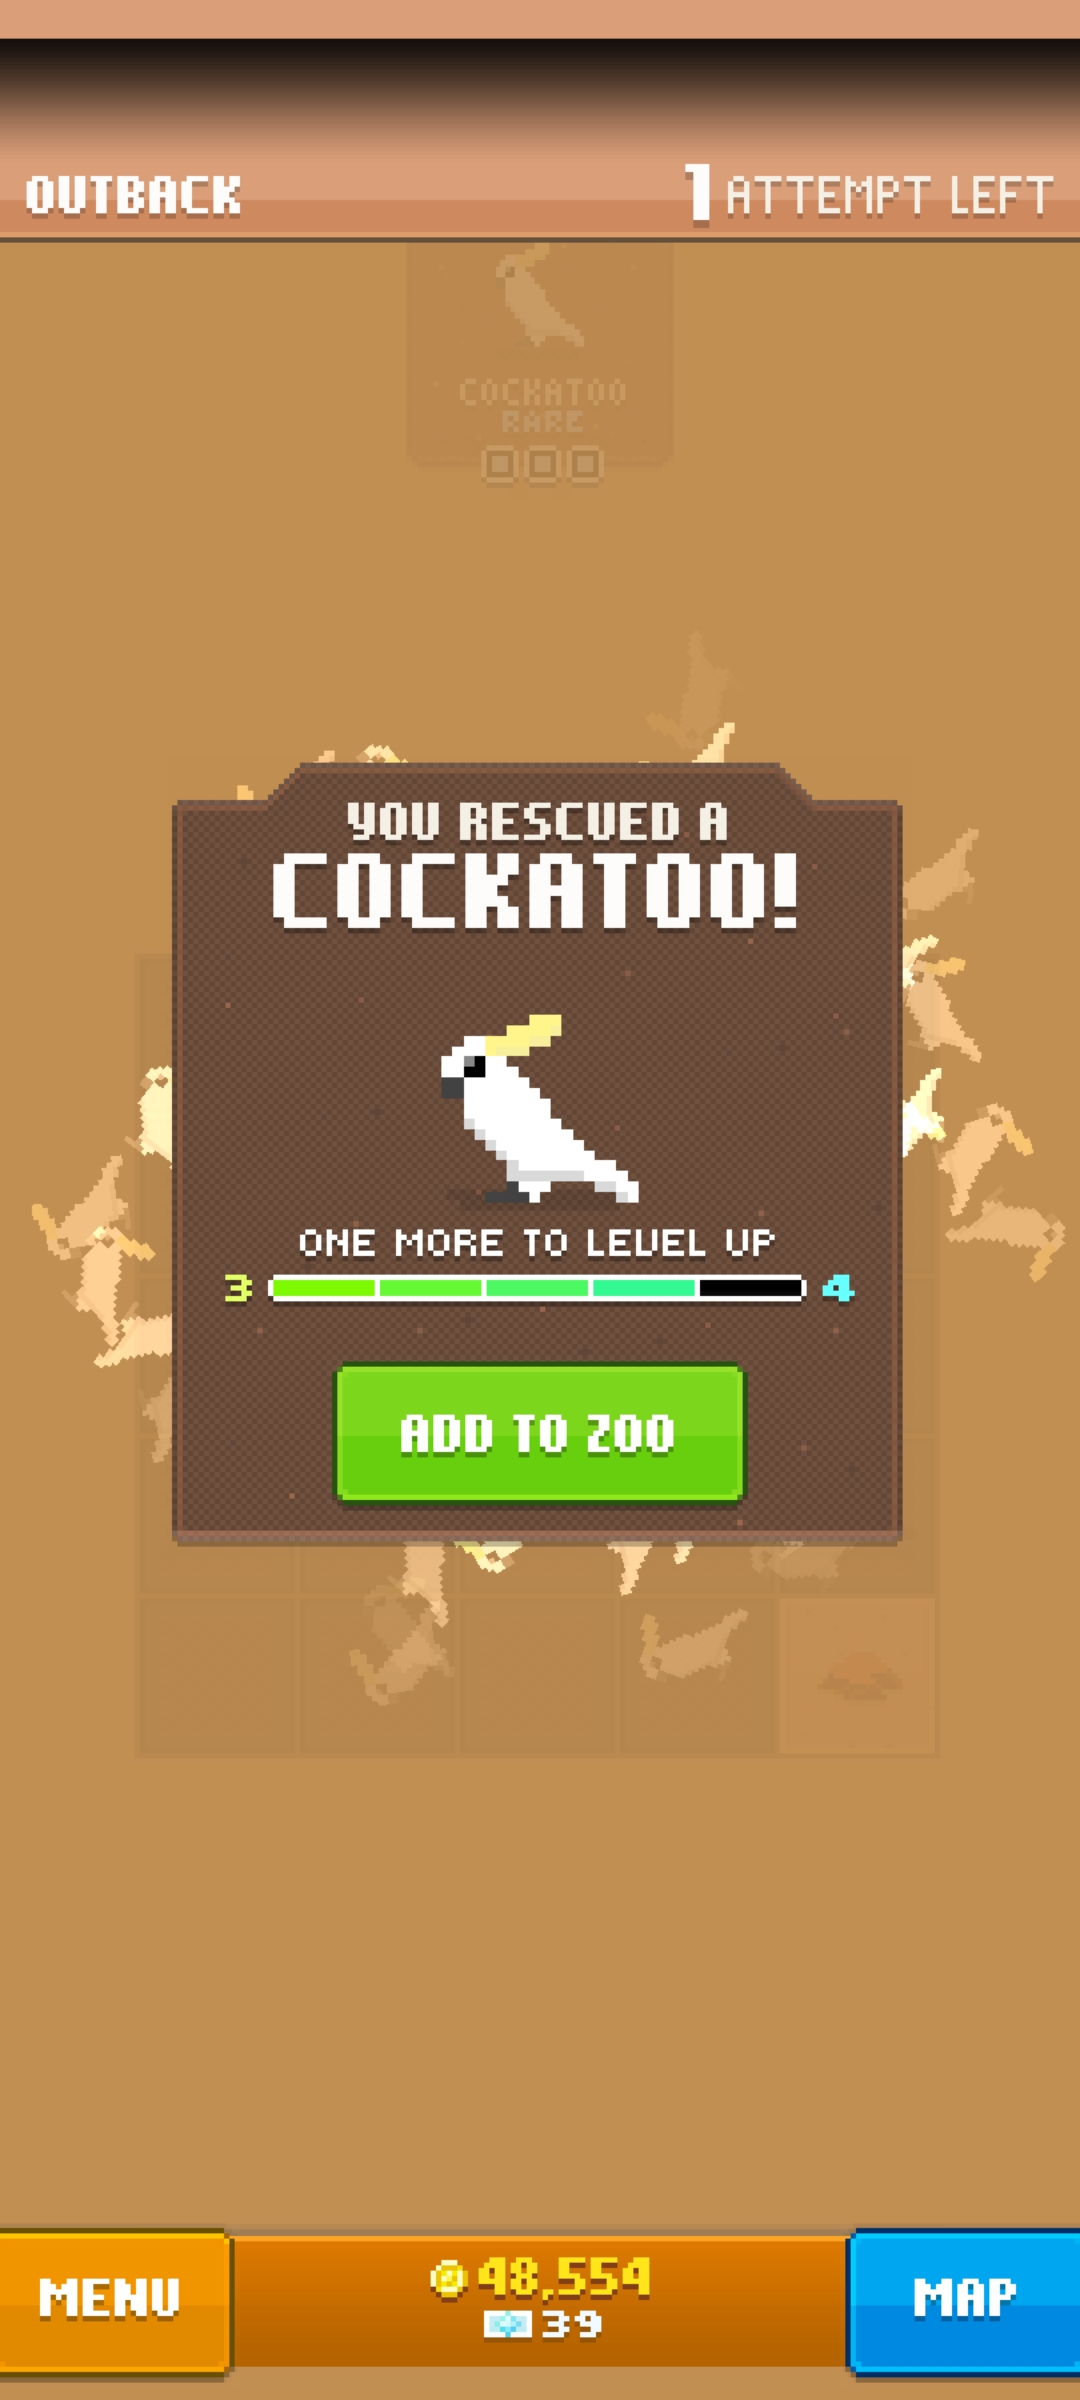 OUTBACK
1 ATTEMPT LEFT
COCKATOO
RARE
YOU RESCUED A
COCKATOO!
ONE MORE TO LEVEL UP
3 4
ADD TO ZOO
MENU
48,554
39
MAP